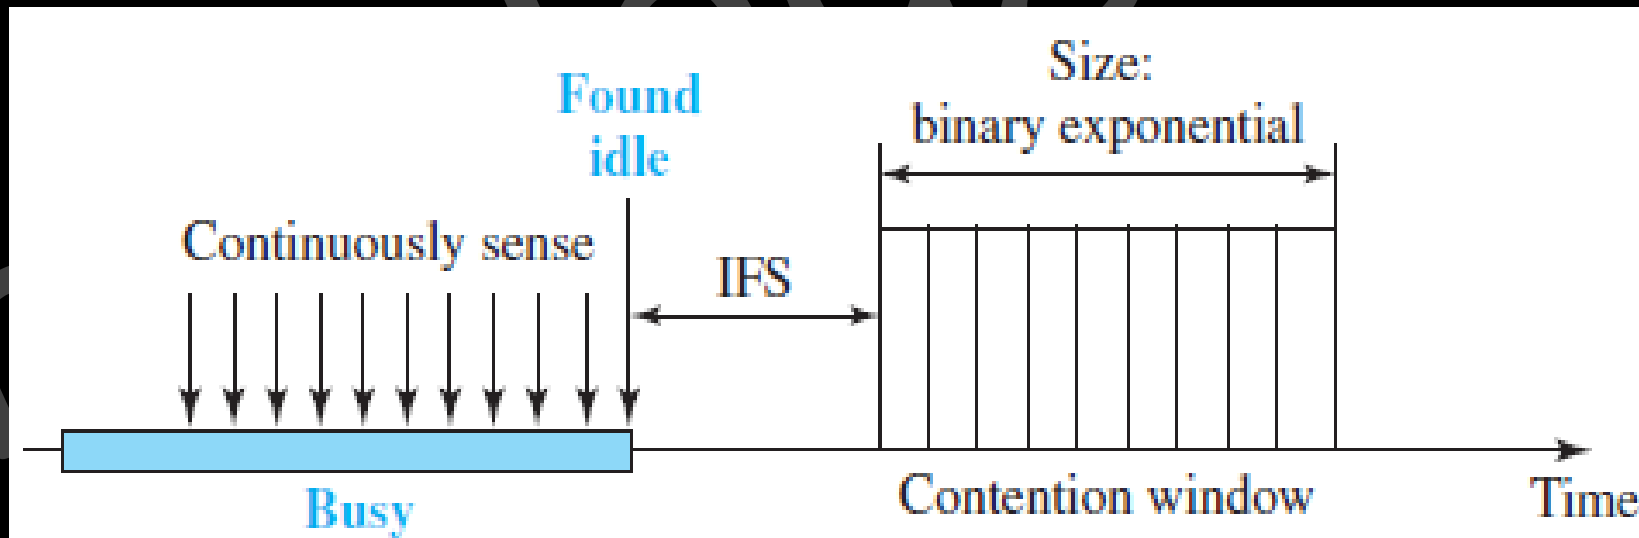 Size:
binary exponential
Found
idle
Continuously sense
IFS
Busy
Contention window
Time